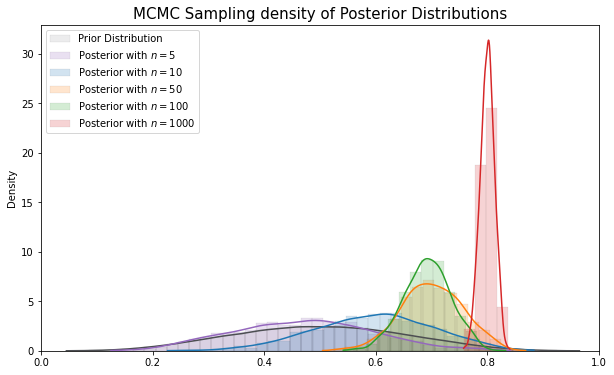 MCMC Sampling density of Posterior Distributions
Prior Distribution
Posterior with n = 5
Posterior with n = 10
Posterior with n = 50
Posterior with n = 100
Posterior with n = 1000
Density
30
25
20
15
10
5
0
0.0 0.2 0.4 0.6 0.8 1.0